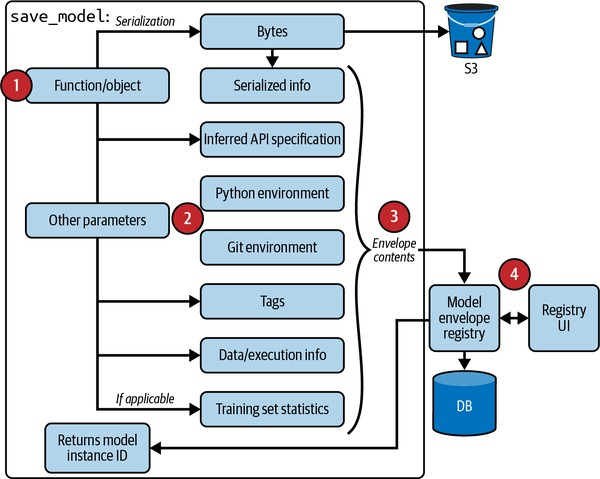 save_model:
Serialization
Bytes
S3
1
Function/object
Serialized info
Inferred API specification
Python environment
Other parameters
2
3
Git environment
Envelope
contents
4
Tags
Model
envelope
registry
Registry
UI
Data/execution info
If applicable
Training set statistics
DB
Returns model
instance ID